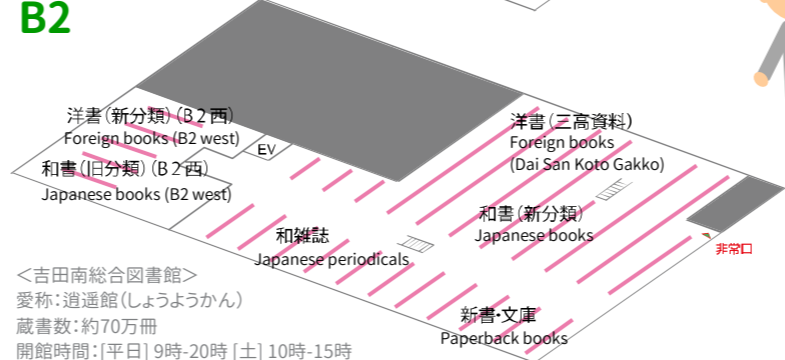 B2
洋書（新分類）（B２西）
Foreign books (B2 west)
和書（旧分類）（B２西）
Japanese books (B2 west)
EV
洋書（三高資料）
Foreign books
(Dai San Koto Gakko)
和書（新分類）
Japanese books
和雑誌
Japanese periodicals
非常口
新書・文庫
Paperback books
＜吉田南総合図書館＞
愛称：逍遥館（しょうようかん）
蔵書数：約70万冊
開館時間：[平日] 9時-20時 [土] 10時-15時